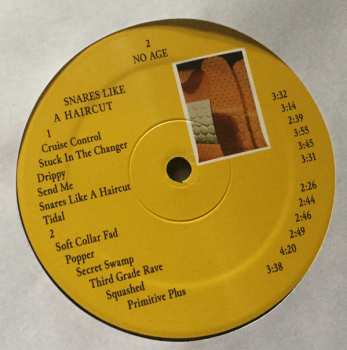 2
NO AGE
SNARES LIKE
A HAIRCUT
1
Cruise Control 3:32
Stuck In The Changer 3:14
Drippy 2:39
Send Me 3:55
Snares Like A Haircut 3:45
Tidal 3:31
2
Soft Collar Fad 2:26
Popper 2:44
Secret Swamp 2:46
Third Grade Rave 2:49
Squashed 4:20
Primitive Plus 3:38